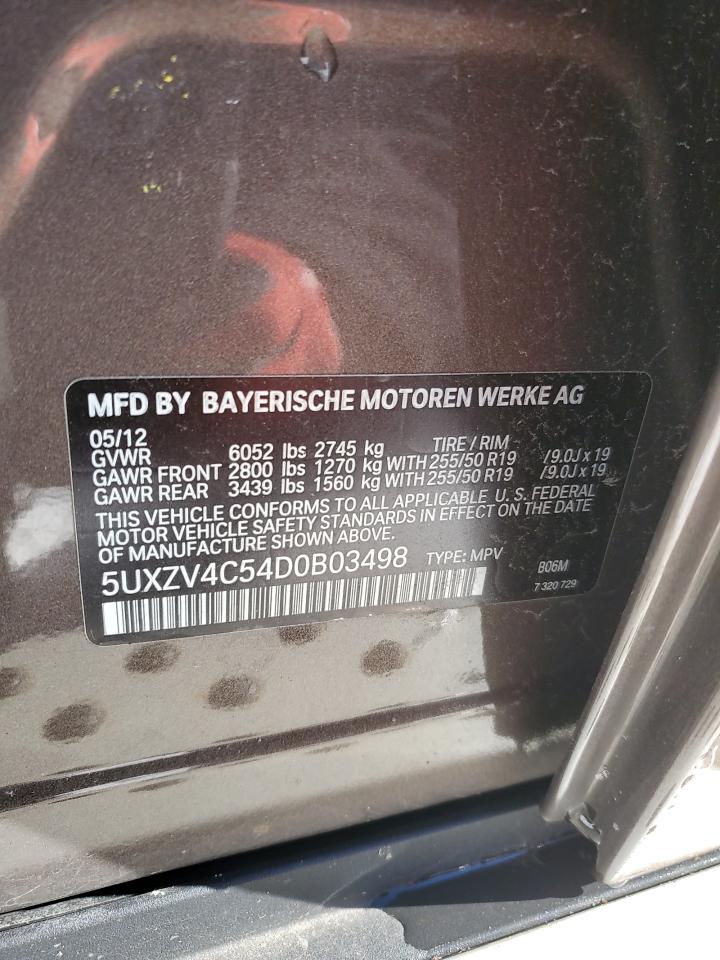 MFD BY BAYERISCHE MOTOREN WERKE AG
05/12
GVWR 6052 lbs 2745 kg TIRE / RIM
GAWR FRONT 2800 lbs 1270 kg WITH 255/50 R19 /9.0J x 19
GAWR REAR 3439 lbs 1560 kg WITH 255/50 R19 /9.0J x 19
THIS VEHICLE CONFORMS TO ALL APPLICABLE U.S. FEDERAL
MOTOR VEHICLE SAFETY STANDARDS IN EFFECT ON THE DATE
OF MANUFACTURE SHOWN ABOVE.
5UXZV4C54D0B03498 TYPE: MPV B06M
7 320 729